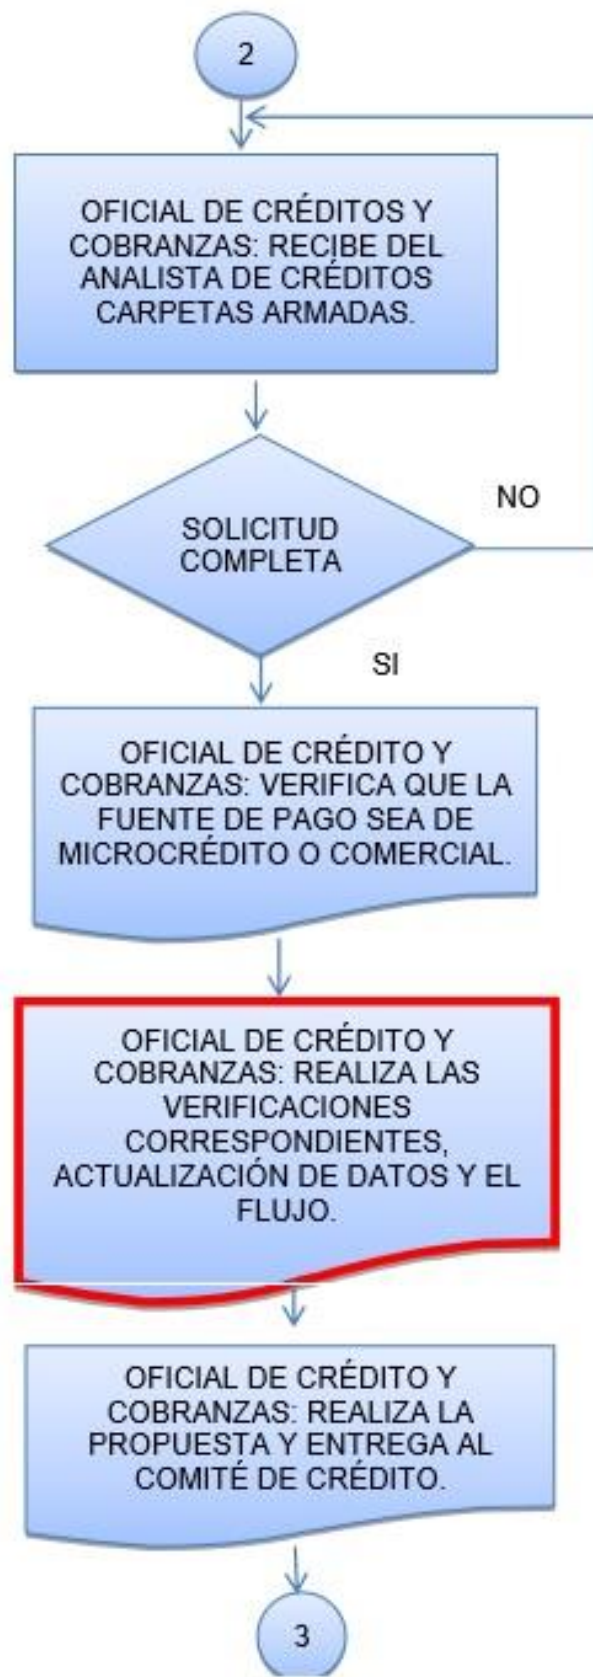 2
OFICIAL DE CRÉDITOS Y
COBRANZAS: RECIBE DEL
ANALISTA DE CRÉDITOS
CARPETAS ARMADAS.
SOLICITUD
COMPLETA
NO
SI
OFICIAL DE CRÉDITO Y
COBRANZAS: VERIFICA QUE LA
FUENTE DE PAGO SEA DE
MICROCRÉDITO O COMERCIAL.
OFICIAL DE CRÉDITO Y
COBRANZAS: REALIZA LAS
VERIFICACIONES
CORRESPONDIENTES,
ACTUALIZACIÓN DE DATOS Y EL
FLUJO.
OFICIAL DE CRÉDITO Y
COBRANZAS: REALIZA LA
PROPUESTA Y ENTREGA AL
COMITÉ DE CRÉDITO.
3